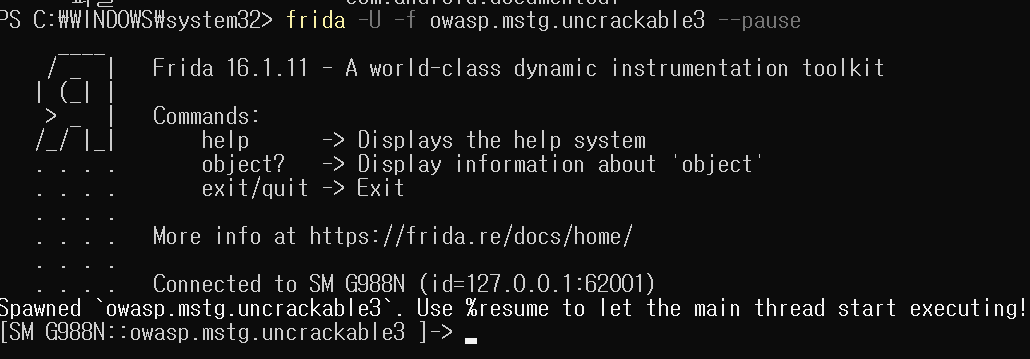 PS C:₩WINDOWS₩system32> frida -U -f owasp.mstg.uncrackable3 --pause
     ____
    / _  |   Frida 16.1.11 - A world-class dynamic instrumentation toolkit
   | (_| |
    > _  |   Commands:
   /_/ |_|       help      -> Displays the help system
   . . . .       object?   -> Display information about 'object'
   . . . .       exit/quit -> Exit
   . . . .
   . . . .   More info at https://frida.re/docs/home/
   . . . .
   . . . .   Connected to SM G988N (id=127.0.0.1:62001)
Spawned `owasp.mstg.uncrackable3`. Use %resume to let the main thread start executing!
[SM G988N::owasp.mstg.uncrackable3 ]->